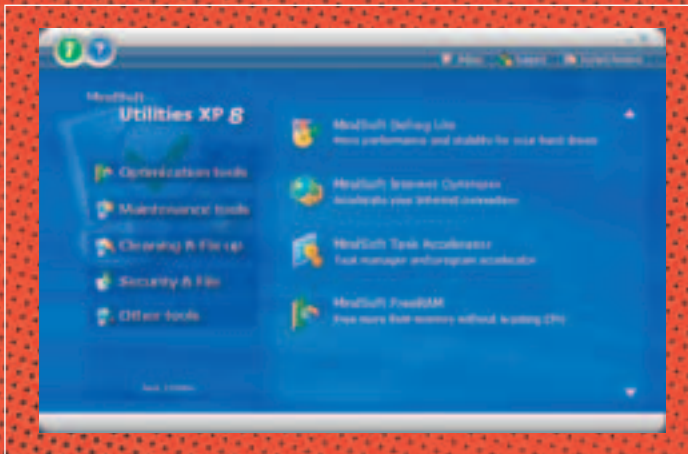 MindSoft
Utilities XP 8
Optimization tools
Maintenance tools
Cleaning & Fix up
Security & File
Other tools
MindSoft Defrag Lite
More performance and stability for your hard drives
MindSoft Internet Optimizer
Accelerate your Internet connection
MindSoft Task Accelerator
Task manager and program accelerator
MindSoft FreeRAM
Free more RAM memory without wasting CPU